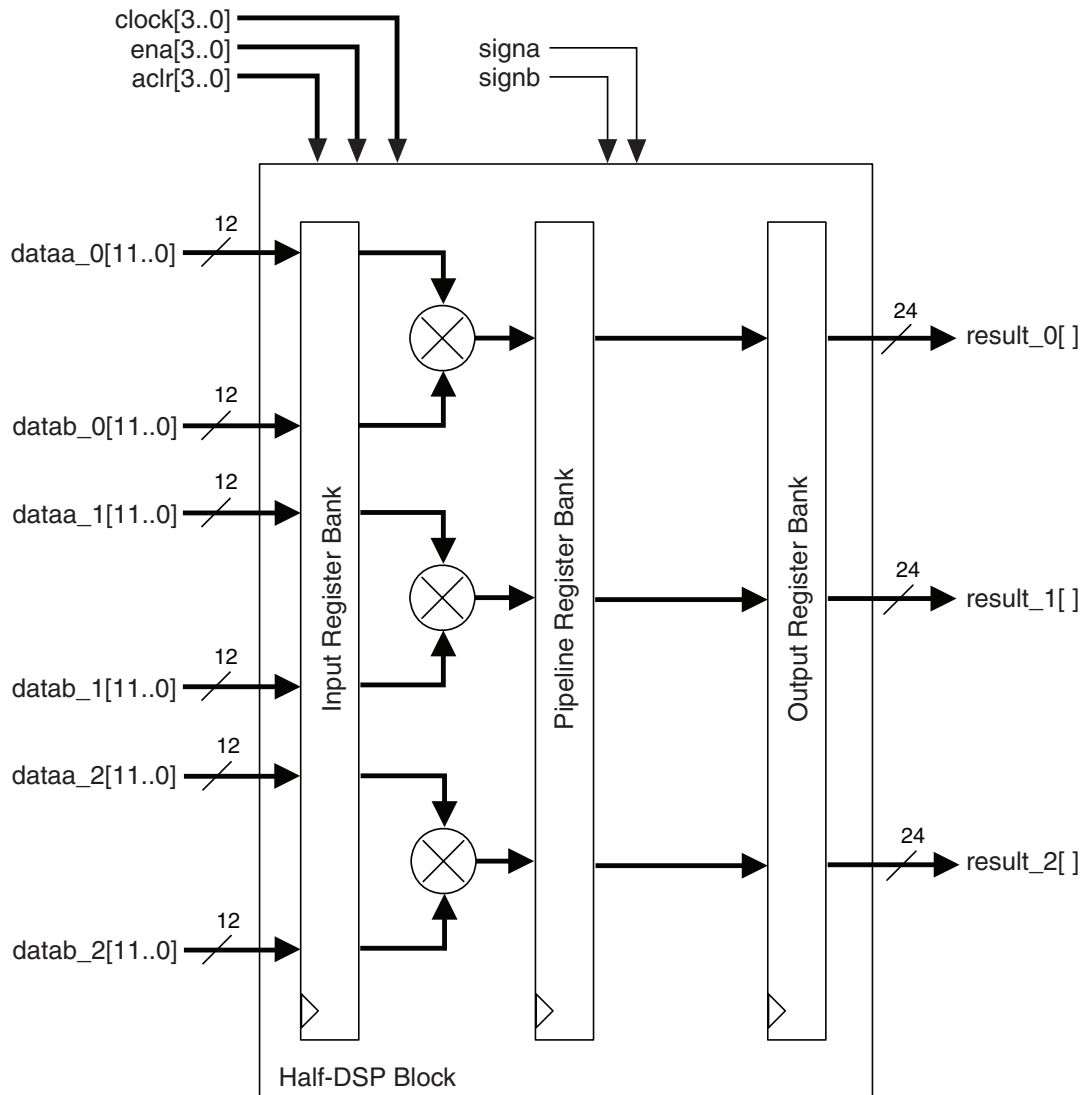 clock[3..0]
ena[3..0]
aclr[3..0]
signa
signb
12
dataa_0[11..0]
12
datab_0[11..0]
12
dataa_1[11..0]
12
datab_1[11..0]
12
dataa_2[11..0]
12
datab_2[11..0]
Input Register Bank
Pipeline Register Bank
Output Register Bank
24
result_0[ ]
24
result_1[ ]
24
result_2[ ]
Half-DSP Block